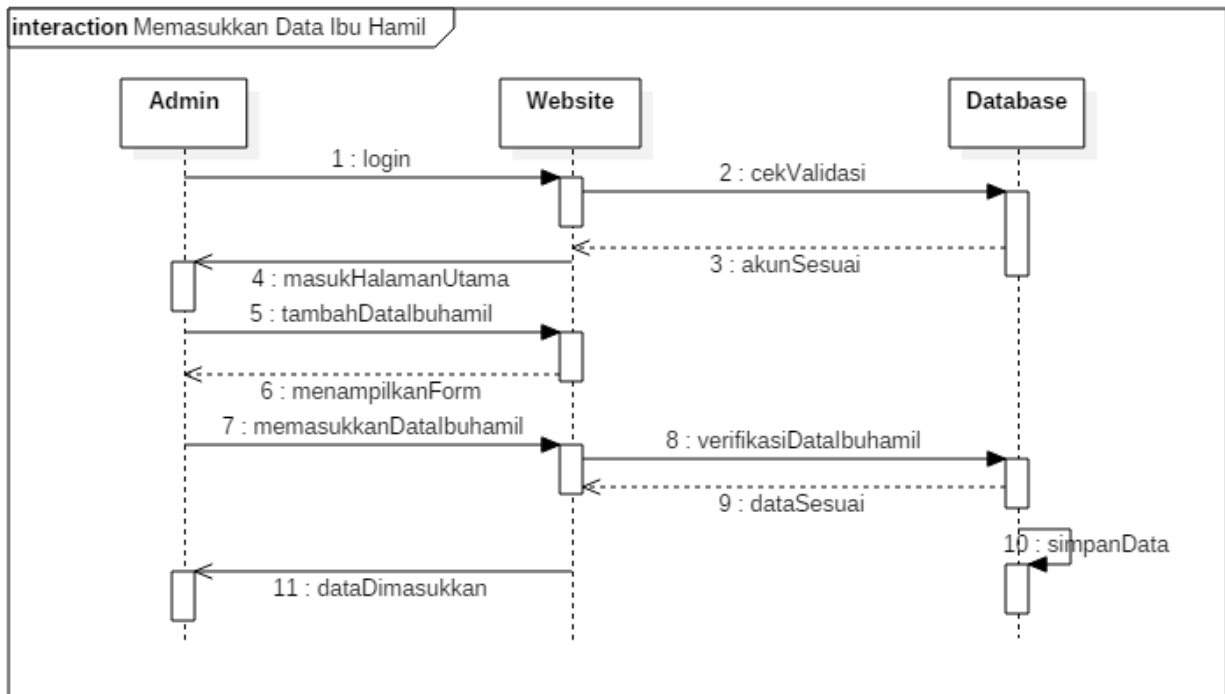 interaction Memasukkan Data Ibu Hamil
Admin
Website
Database
1 : login
2 : cekValidasi
3 : akunSesuai
4 : masukHalamanUtama
5 : tambahDataIbuhamil
6 : menampilkanForm
7 : memasukkanDataIbuhamil
8 : verifikasiDataIbuhamil
9 : dataSesuai
10 : simpanData
11 : dataDimasukkan